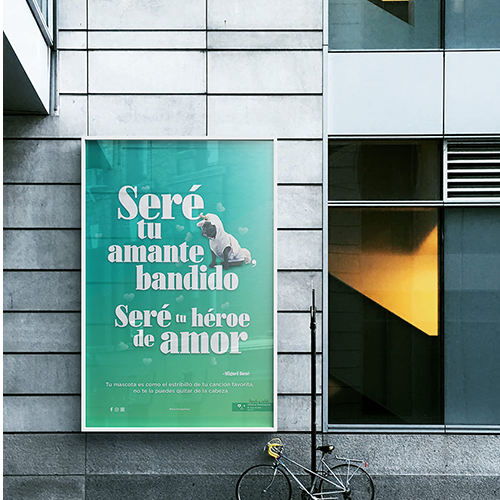 Seré
tu
amante
bandido,
Seré tu héroe
de amor
-Miguel Bosé
Tu mascota es como el estribillo de tu canción favorita,
no te la puedes quitar de la cabeza